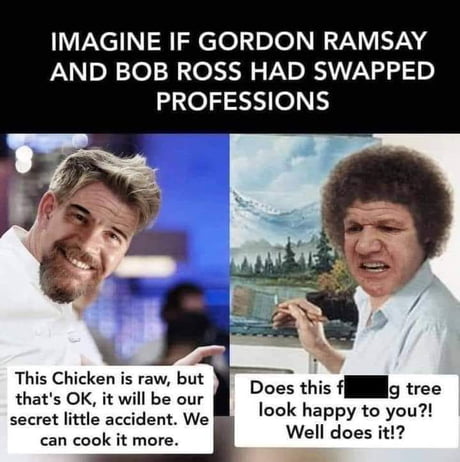 IMAGINE IF GORDON RAMSAY
AND BOB ROSS HAD SWAPPED
PROFESSIONS
This Chicken is raw, but
that's OK, it will be our
secret little accident. We
can cook it more.
Does this f g tree
look happy to you?!
Well does it!?